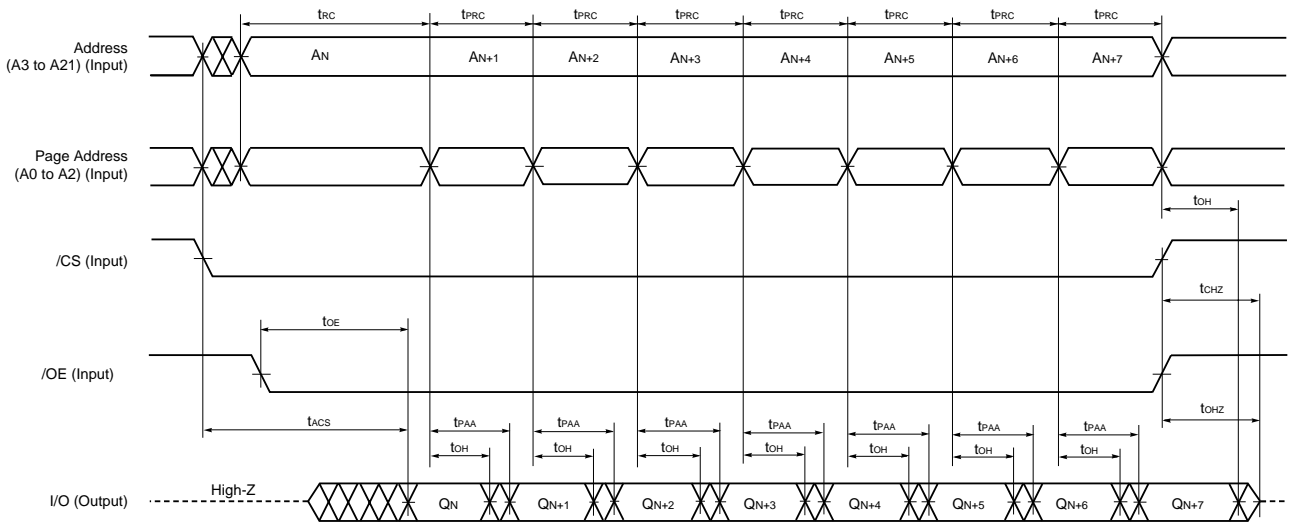 tRC tPRC tPRC tPRC tPRC tPRC tPRC tPRC
Address
(A3 to A21) (Input)
AN AN+1 AN+2 AN+3 AN+4 AN+5 AN+6 AN+7
Page Address
(A0 to A2) (Input)
tOH
/CS (Input)
tCHZ
tOE
/OE (Input)
tOHZ
tACS tPAA tPAA tPAA tPAA tPAA tPAA tPAA
tOH tOH tOH tOH tOH tOH tOH
I/O (Output)
High-Z
QN QN+1 QN+2 QN+3 QN+4 QN+5 QN+6 QN+7